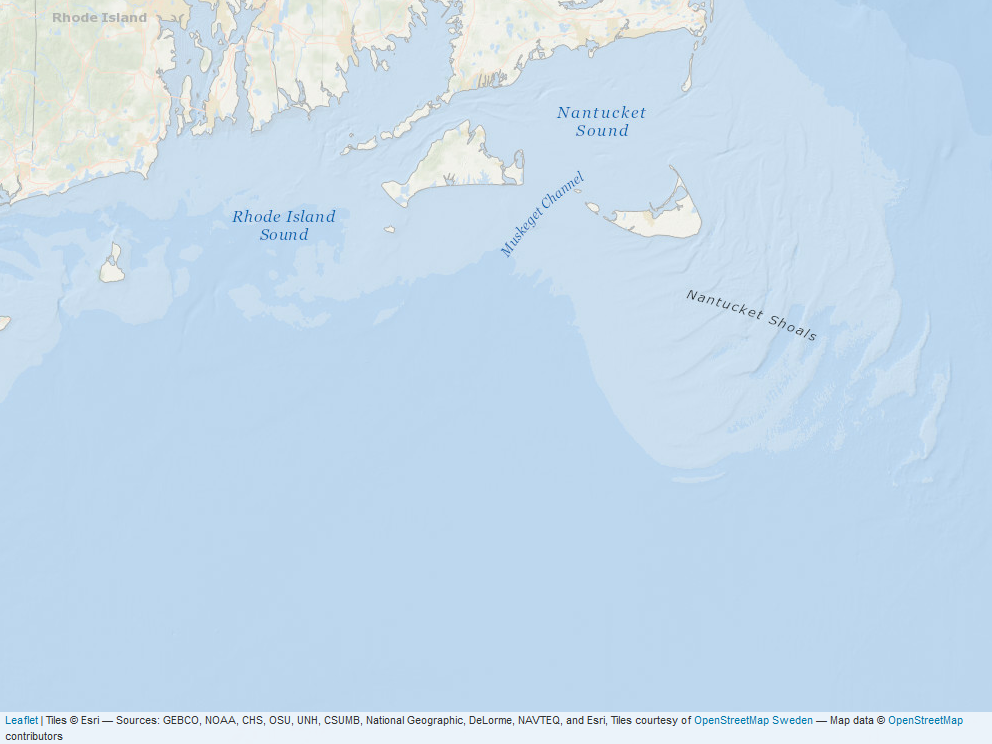 Rhode Island
Nantucket
Sound
Muskeget Channel
Rhode Island
Sound
Nantucket Shoals
Leaflet | Tiles © Esri — Sources: GEBCO, NOAA, CHS, OSU, UNH, CSUMB, National Geographic, DeLorme, NAVTEQ, and Esri, Tiles courtesy of OpenStreetMap Sweden — Map data © OpenStreetMap
contributors